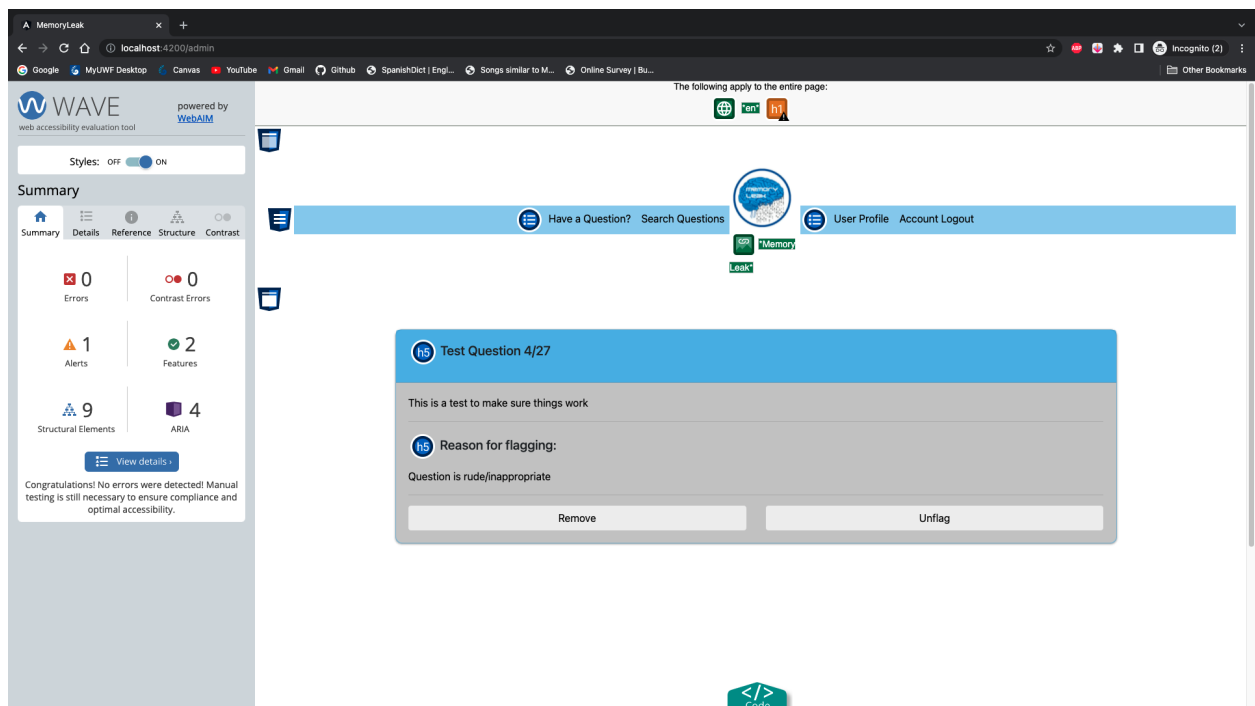 MemoryLeak
localhost:4200/admin
ABP
Incognito (2)
Google MyUWF Desktop Canvas YouTube Gmail Github SpanishDict | Engl... Songs similar to M... Online Survey | Bu... Other Bookmarks
WAVE
web accessibility evaluation tool
powered by
WebAIM
Styles: OFF ON
Summary
Summary Details Reference Structure Contrast
0
Errors
0
Contrast Errors
1
Alerts
2
Features
9
Structural Elements
4
ARIA
View details ›
Congratulations! No errors were detected! Manual
testing is still necessary to ensure compliance and
optimal accessibility.
The following apply to the entire page:
*en* h1
MEMORY
LEAK
Have a Question? Search Questions
User Profile Account Logout
*Memory
Leak*
h5 Test Question 4/27
This is a test to make sure things work
h5 Reason for flagging:
Question is rude/inappropriate
Remove Unflag
</>
Code